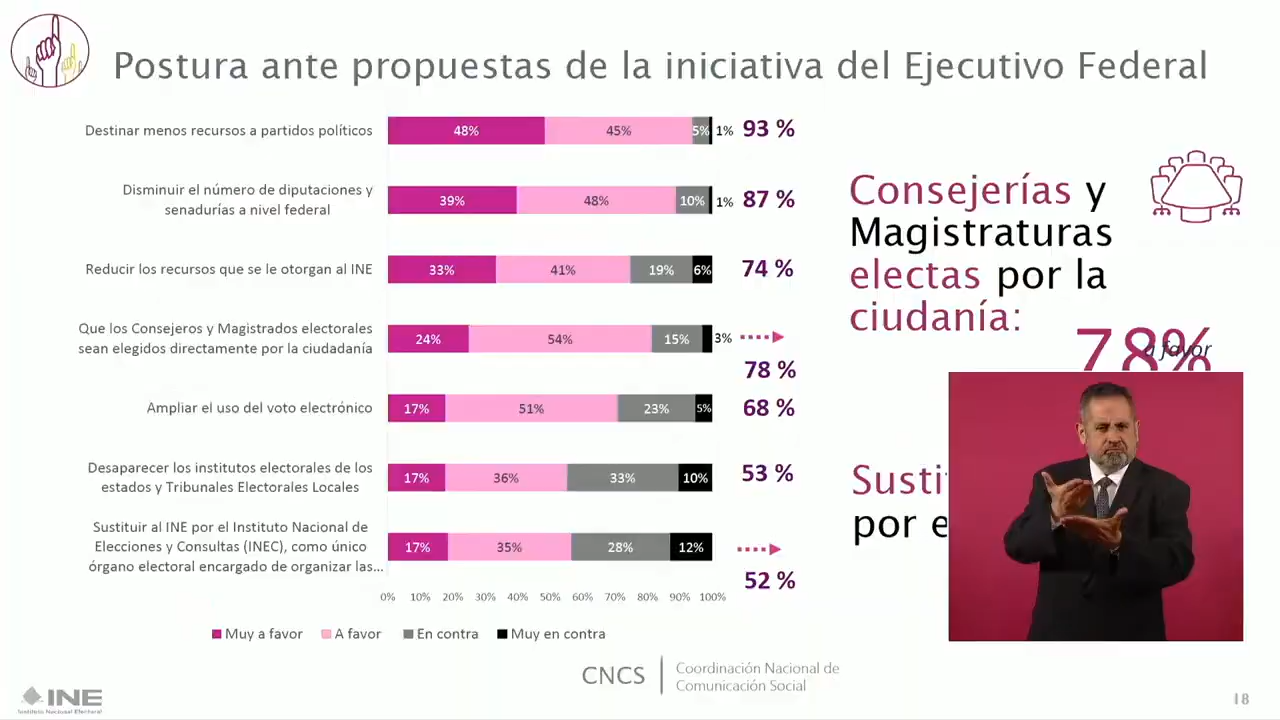 Postura ante propuestas de la iniciativa del Ejecutivo Federal
Destinar menos recursos a partidos políticos
48% 45% 5% 1% 93 %
Disminuir el número de diputaciones y
senadurías a nivel federal
39% 48% 10% 1% 87 %
Reducir los recursos que se le otorgan al INE
33% 41% 19% 6% 74 %
Que los Consejeros y Magistrados electorales
sean elegidos directamente por la ciudadanía
24% 54% 15% 3%
78 %
Ampliar el uso del voto electrónico
17% 51% 23% 5% 68 %
Desaparecer los institutos electorales de los
estados y Tribunales Electorales Locales
17% 36% 33% 10% 53 %
Sustituir al INE por el Instituto Nacional de
Elecciones y Consultas (INEC), como único
órgano electoral encargado de organizar las...
17% 35% 28% 12%
52 %
0% 10% 20% 30% 40% 50% 60% 70% 80% 90% 100%
Muy a favor A favor En contra Muy en contra
Consejerías y
Magistraturas
electas por la
ciudanía:
78%
a favor
Susti
por e
CNCS
Coordinación Nacional de
Comunicación Social
INE
Instituto Nacional Electoral
18